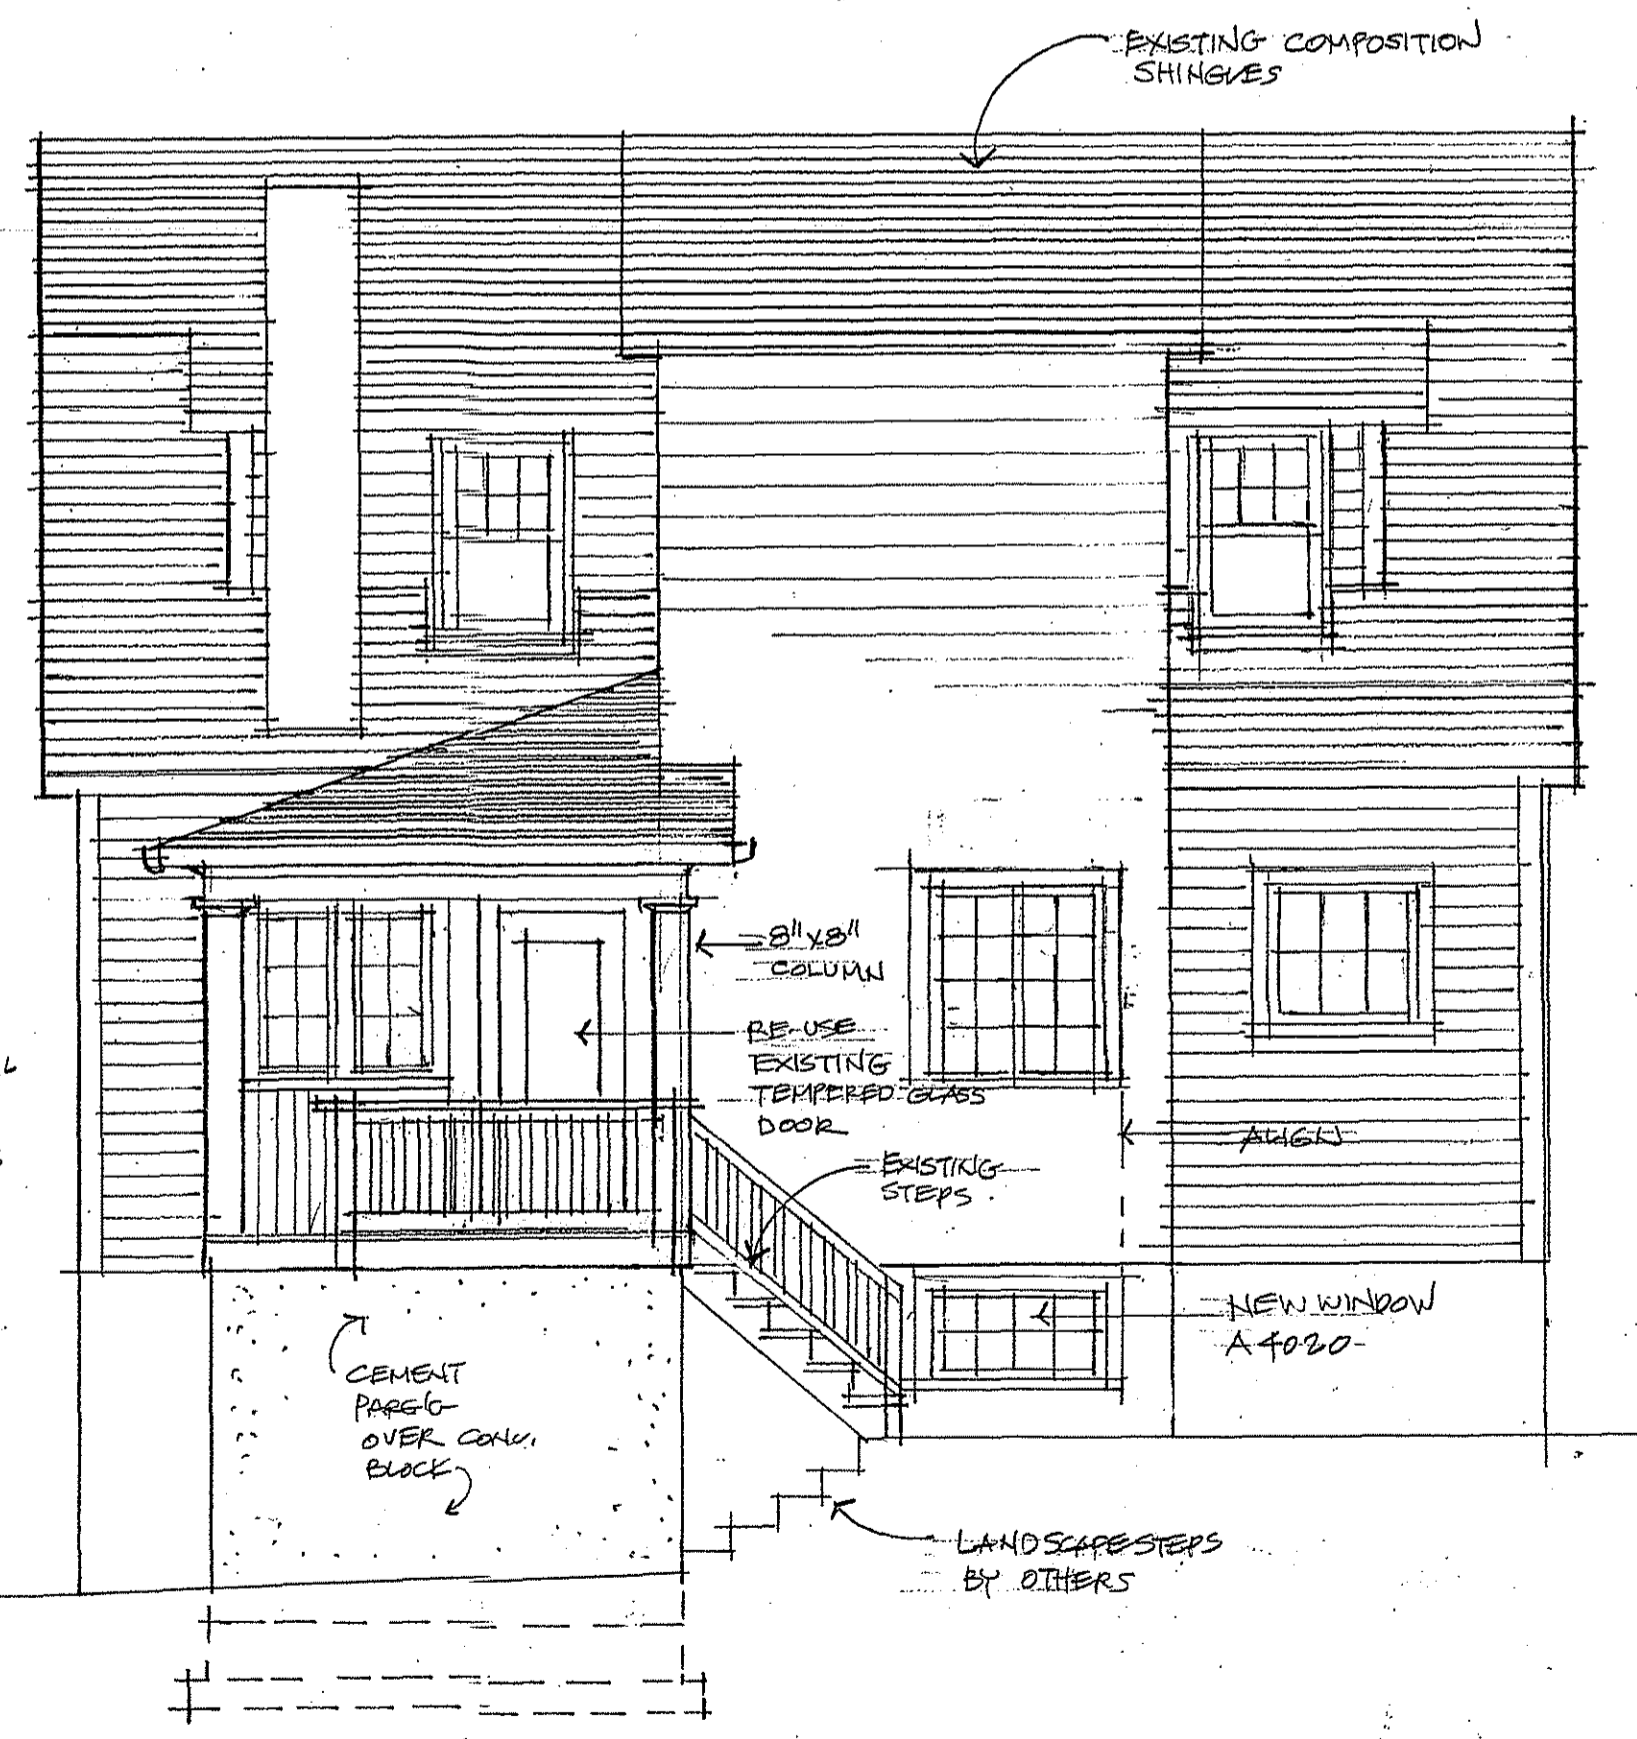 EXISTING COMPOSITION
SHINGLES
8"x8"
COLUMN
RE-USE
EXISTING
TEMPERED GLASS
DOOR
ALIGN
EXISTING
STEPS.
NEW WINDOW
A 4020-
CEMENT
PARG'G
OVER CONC.
BLOCK
LANDSCAPE STEPS
BY OTHERS